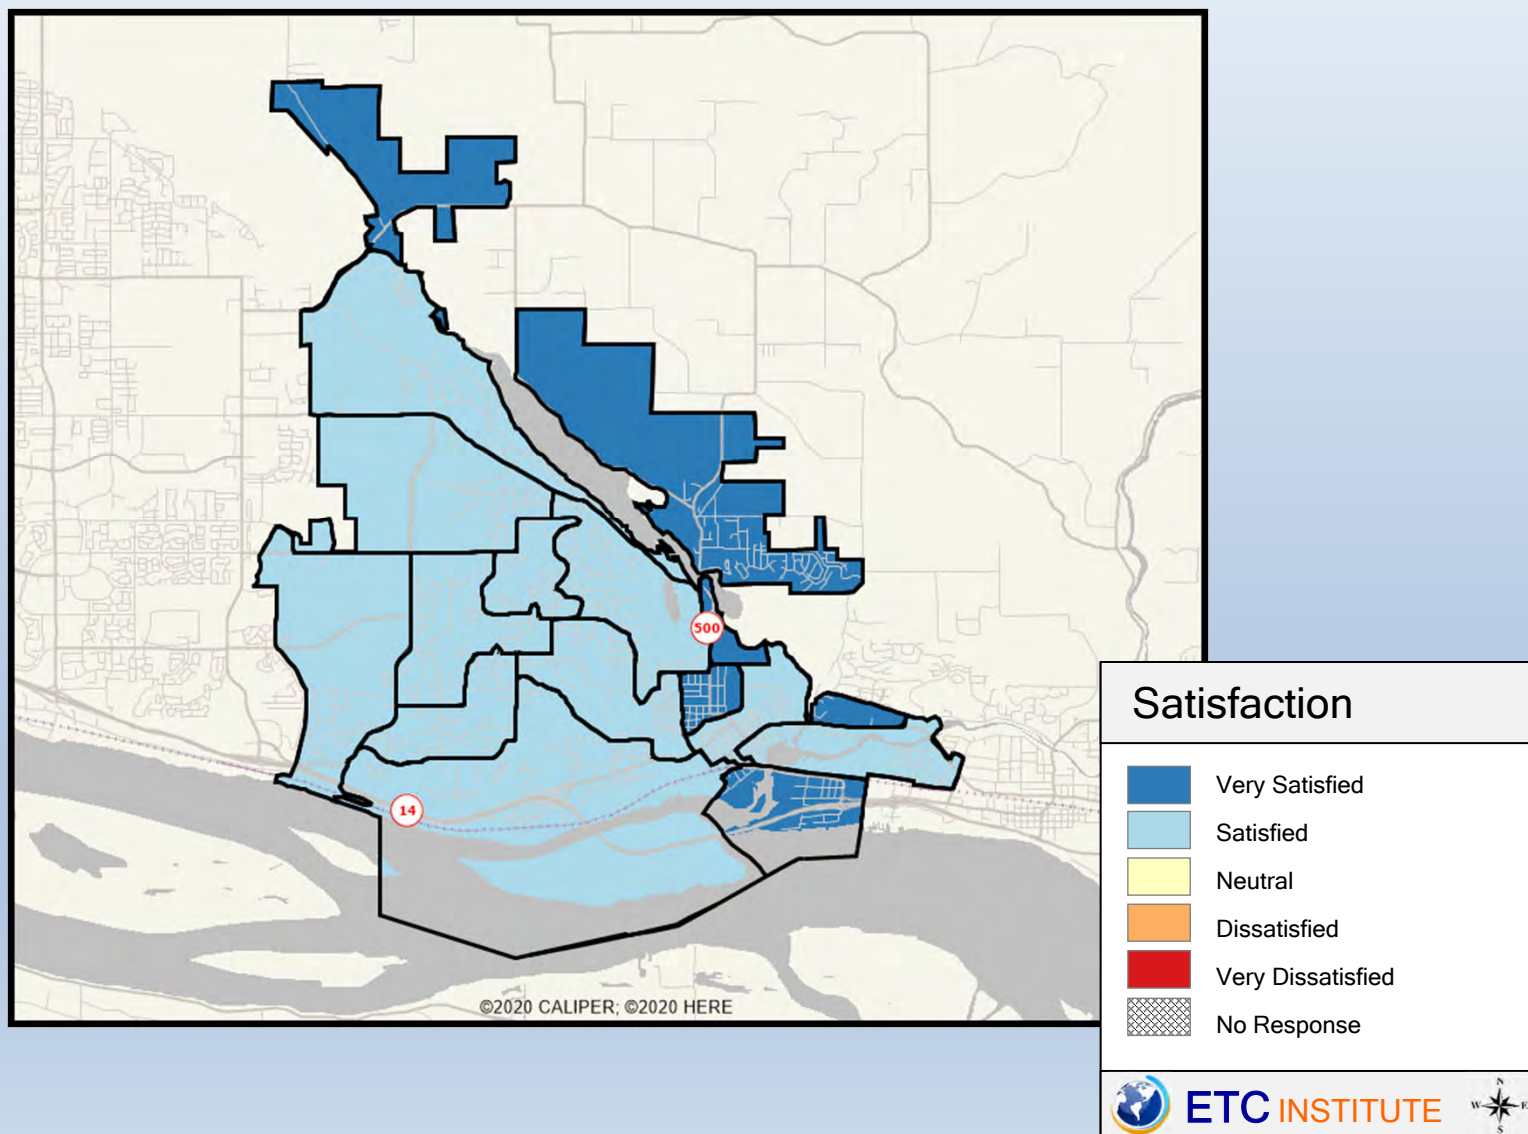 500
14
©2020 CALIPER; ©2020 HERE
Satisfaction
Very Satisfied
Satisfied
Neutral
Dissatisfied
Very Dissatisfied
No Response
ETC INSTITUTE
N
W E
S